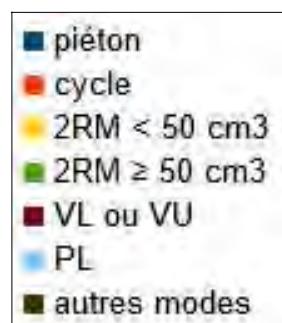 piéton
cycle
2RM < 50 cm3
2RM ≥ 50 cm3
VL ou VU
PL
autres modes